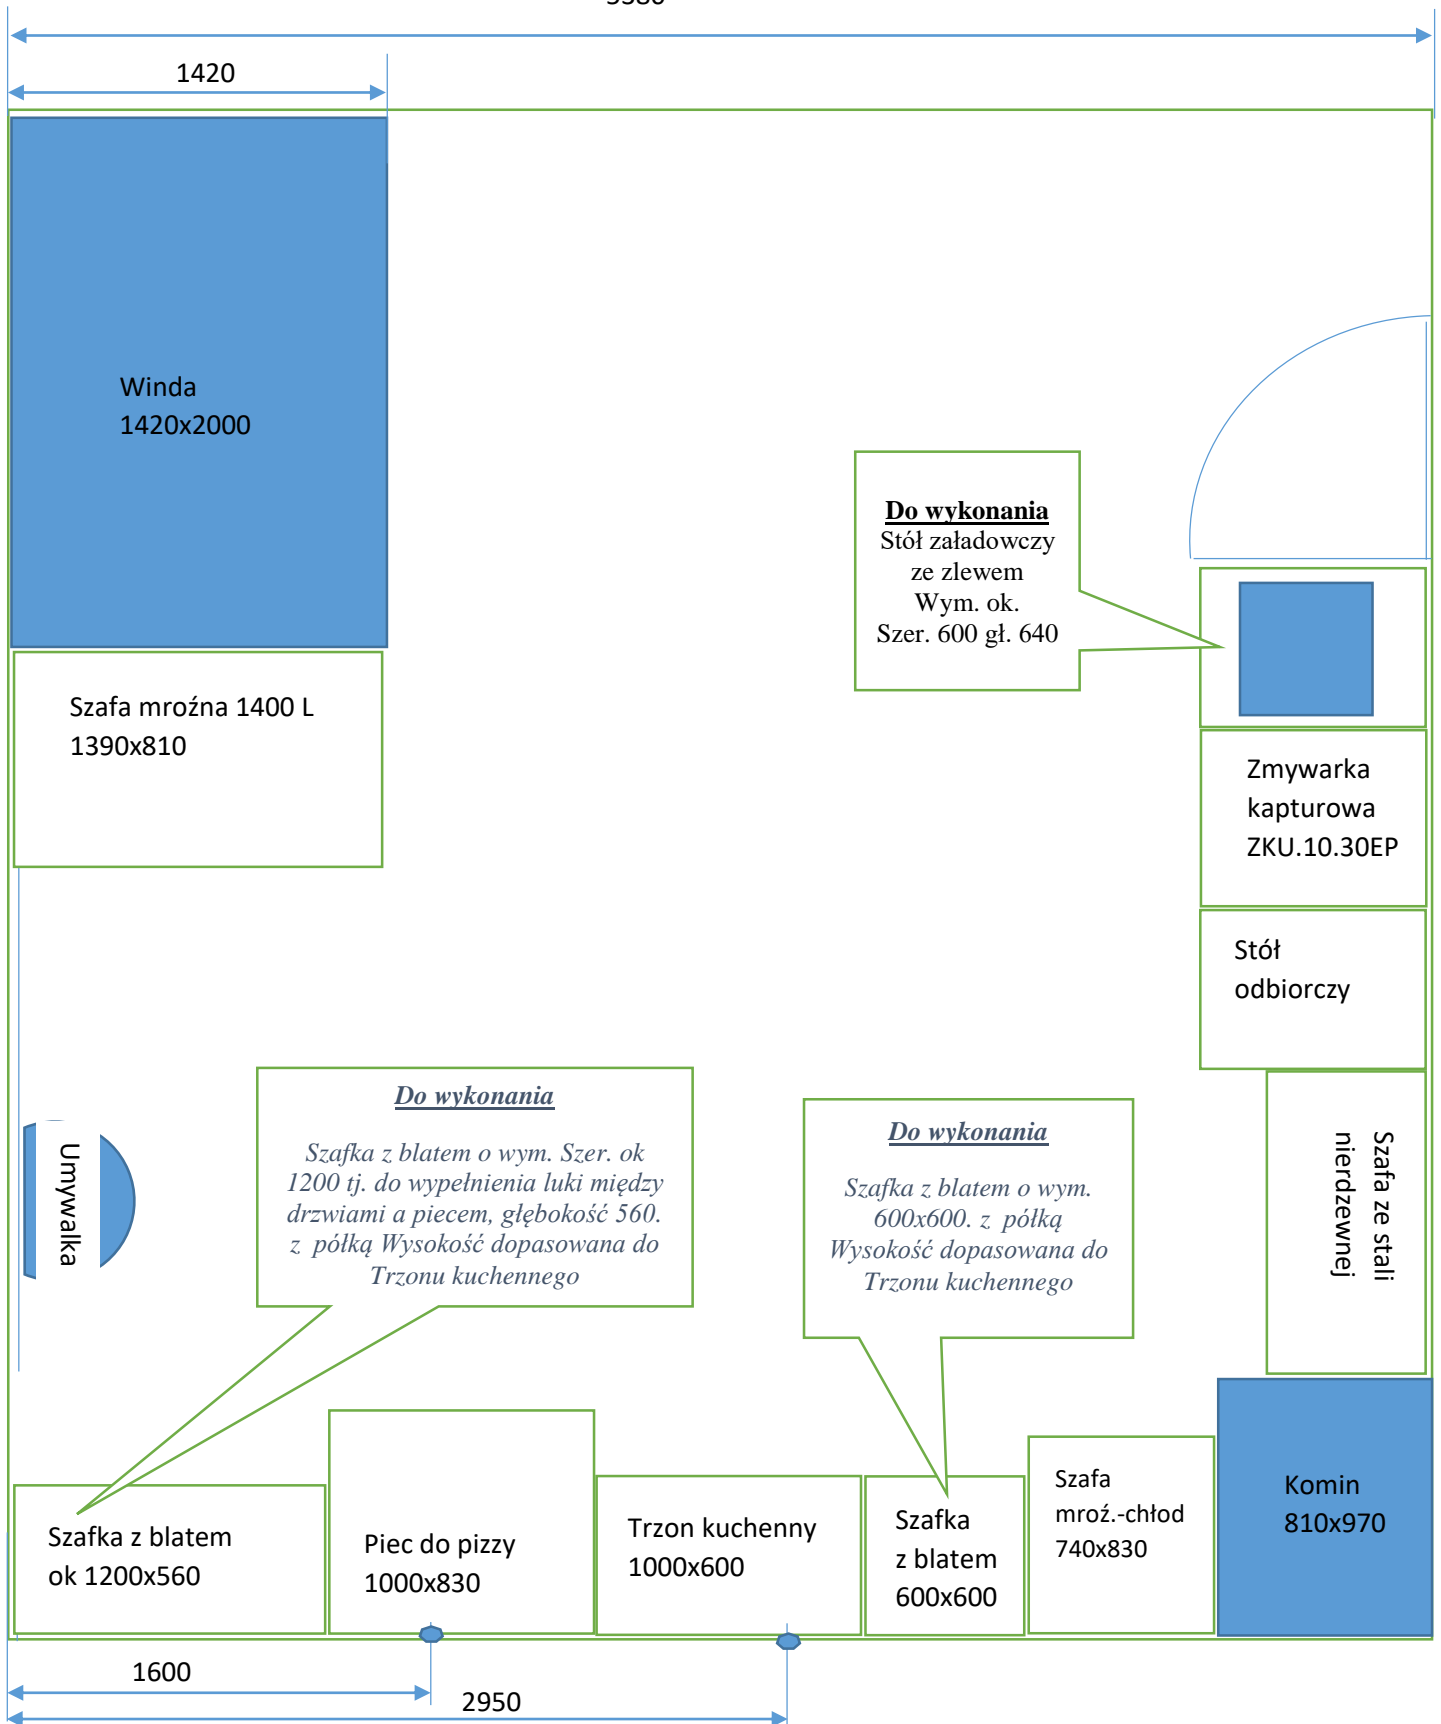 1420
Winda
1420x2000
Do wykonania
Stół załadowczy
ze zlewem
Wym. ok.
Szer. 600 gł. 640
Szafa mroźna 1400 L
1390x810
Zmywarka
kapturowa
ZKU.10.30EP
Stół
odbiorczy
Do wykonania
Szafka z blatem o wym. Szer. ok
1200 tj. do wypełnienia luki między
drzwiami a piecem, głębokość 560.
z półką Wysokość dopasowana do
Trzonu kuchennego
Do wykonania
Szafka z blatem o wym.
600x600. z półką
Wysokość dopasowana do
Trzonu kuchennego
Umywalka
Szafa ze stali
nierdzewnej
Szafka z blatem
ok 1200x560
Piec do pizzy
1000x830
Trzon kuchenny
1000x600
Szafka
z blatem
600x600
Szafa
mroź.-chłod
740x830
Komin
810x970
1600
2950